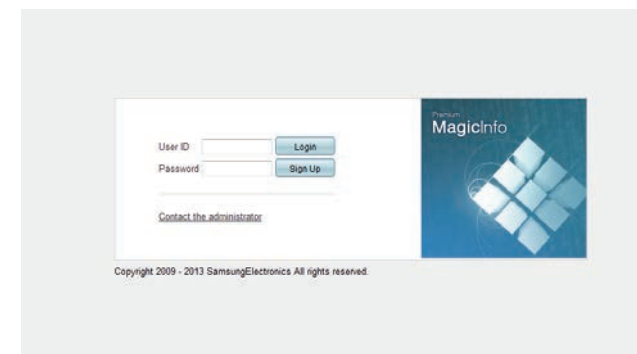 Premium
MagicInfo
User ID Login
Password Sign Up
Contact the administrator
Copyright 2009 - 2013 SamsungElectronics All rights reserved.